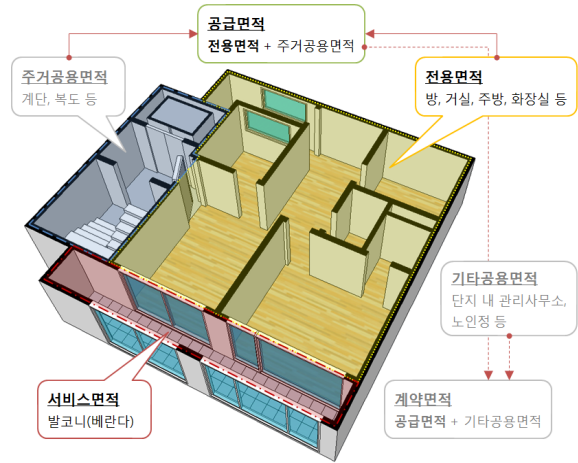 공급면적
전용면적 + 주거공용면적
주거공용면적
계단, 복도 등
전용면적
방, 거실, 주방, 화장실 등
기타공용면적
단지 내 관리사무소,
노인정 등
서비스면적
발코니(베란다)
계약면적
공급면적 + 기타공용면적